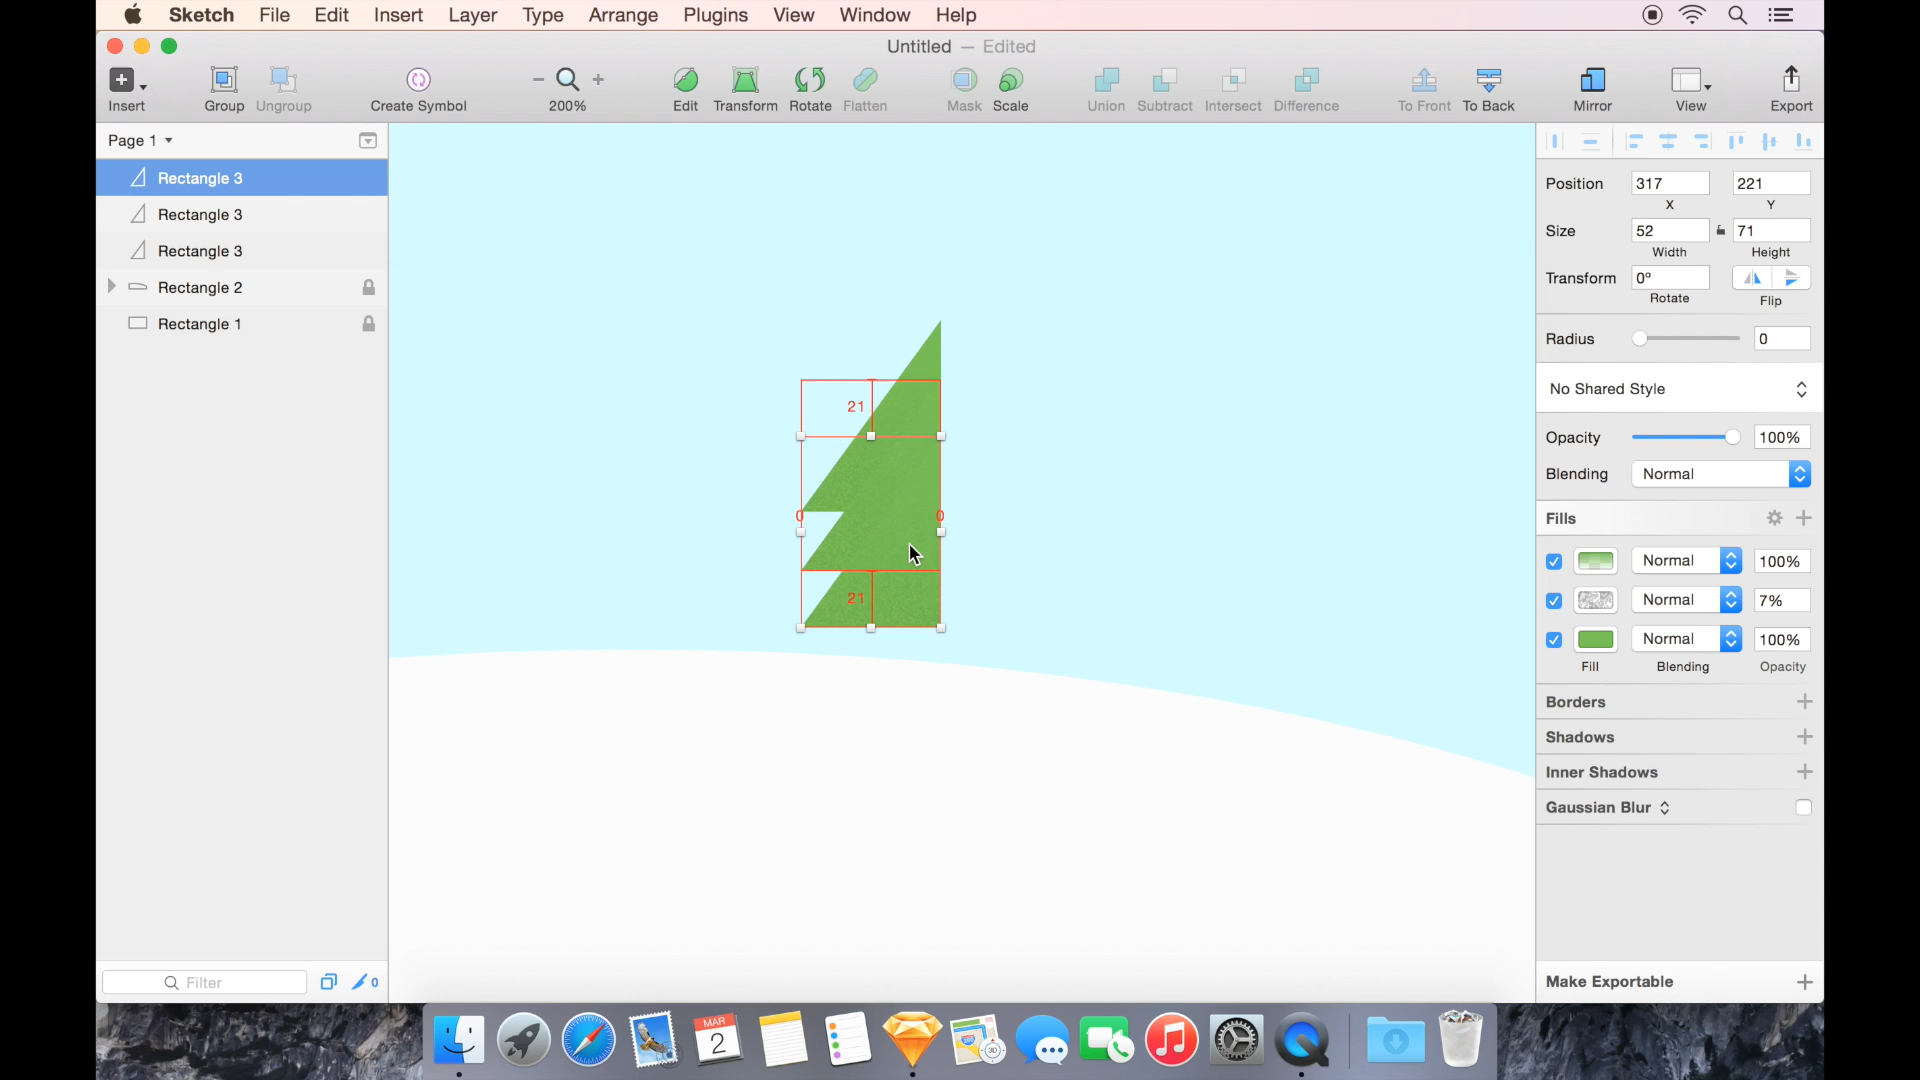 Sketch File Edit Insert Layer Type Arrange Plugins View Window Help
Untitled — Edited
Insert Group Ungroup Create Symbol 200% Edit Transform Rotate Flatten Mask Scale Union Subtract Intersect Difference To Front To Back Mirror View Export
Page 1
Rectangle 3
Rectangle 3
Rectangle 3
Rectangle 2
Rectangle 1
Filter
0
21
0
0
21
Position 317 221
X Y
Size 52 71
Width Height
Transform 0º
Rotate Flip
Radius 0
No Shared Style
Opacity 100%
Blending Normal
Fills
Normal 100%
Normal 7%
Normal 100%
Fill Blending Opacity
Borders
Shadows
Inner Shadows
Gaussian Blur
Make Exportable
MAR
2
3D